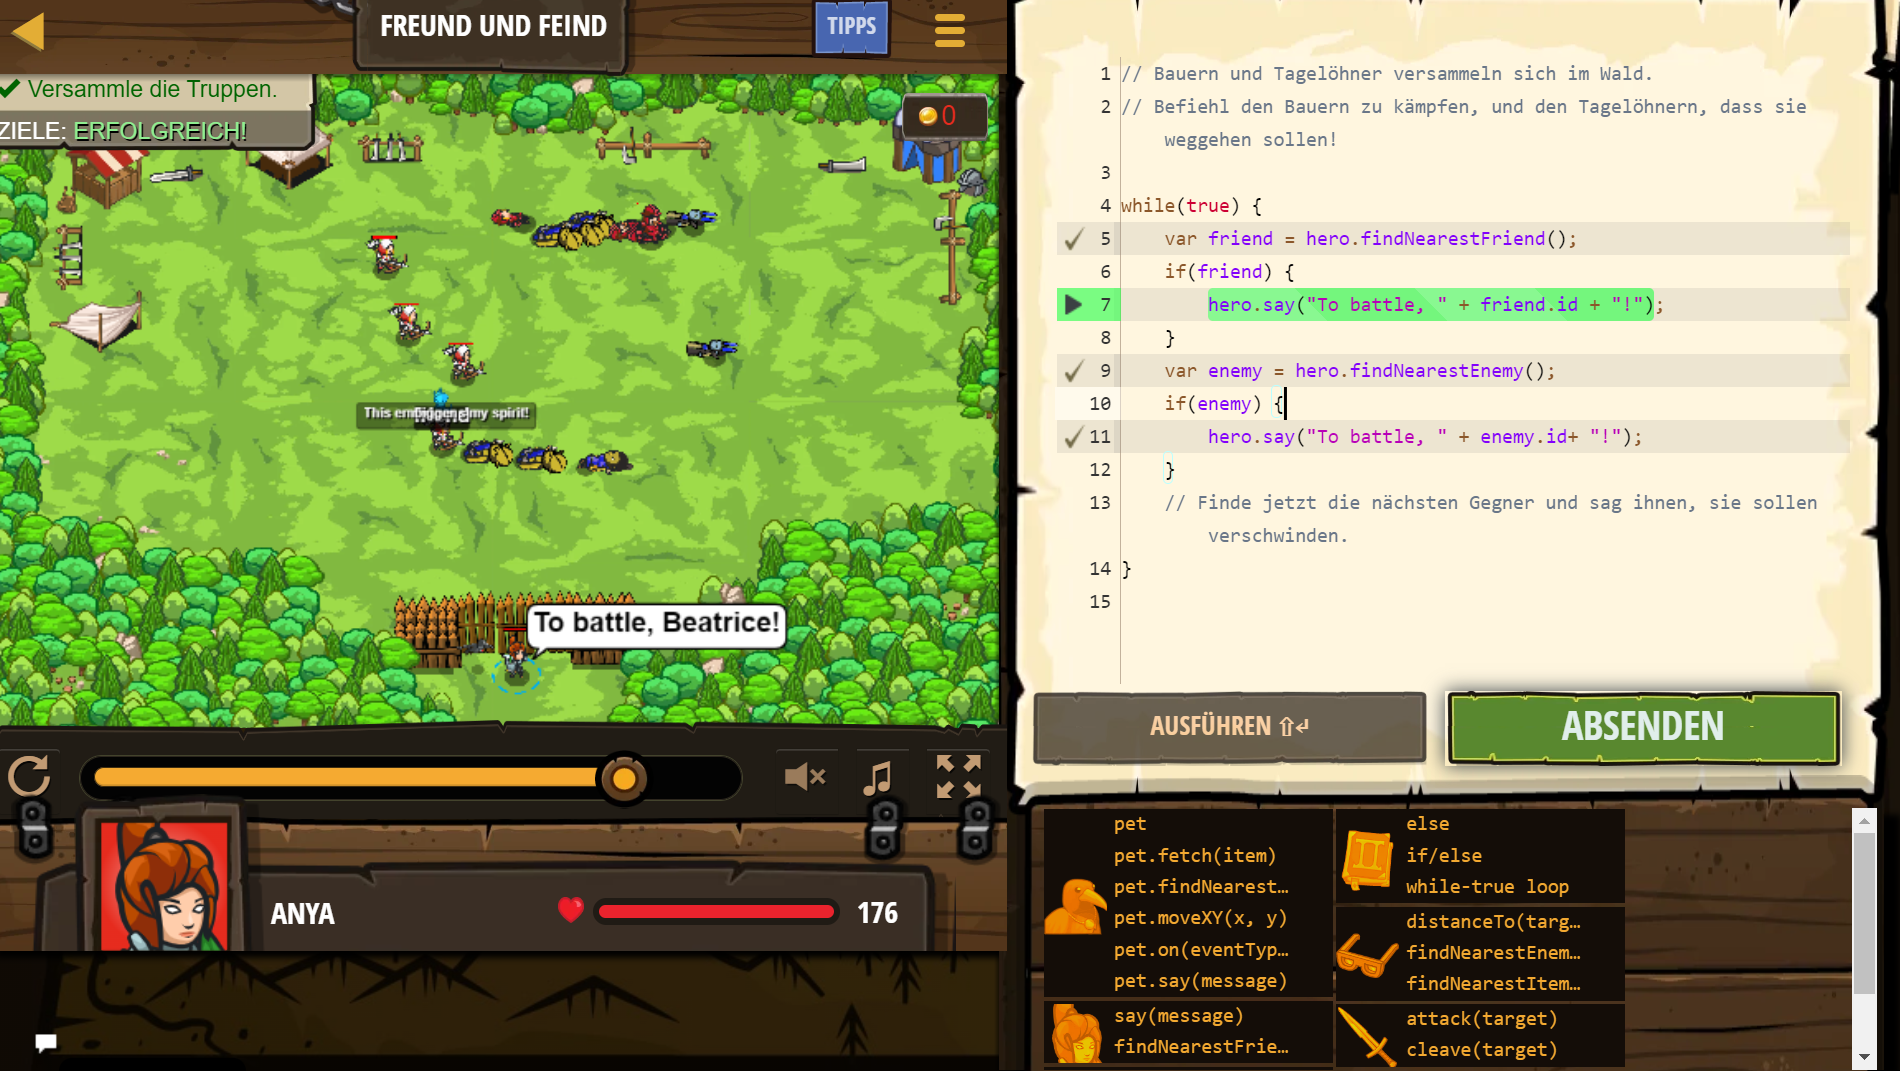 FREUND UND FEIND
TIPPS
Versammle die Truppen.
ZIELE: ERFOLGREICH!
0
To battle, Beatrice!
ANYA
176
1 // Bauern und Tagelöhner versammeln sich im Wald.
2 // Befiehl den Bauern zu kämpfen, und den Tagelöhnern, dass sie
weggehen sollen!
3
4 while(true) {
5 var friend = hero.findNearestFriend();
6 if(friend) {
7 hero.say("To battle, " + friend.id + "!");
8 }
9 var enemy = hero.findNearestEnemy();
10 if(enemy) {
11 hero.say("To battle, " + enemy.id+ "!");
12 }
13 // Finde jetzt die nächsten Gegner und sag ihnen, sie sollen
verschwinden.
14 }
15
AUSFÜHREN ⇧↵
ABSENDEN
pet
pet.fetch(item)
pet.findNearest…
pet.moveXY(x, y)
pet.on(eventTyp…
pet.say(message)
say(message)
findNearestFrie…
else
if/else
while-true loop
distanceTo(targ…
findNearestEnem…
findNearestItem…
attack(target)
cleave(target)